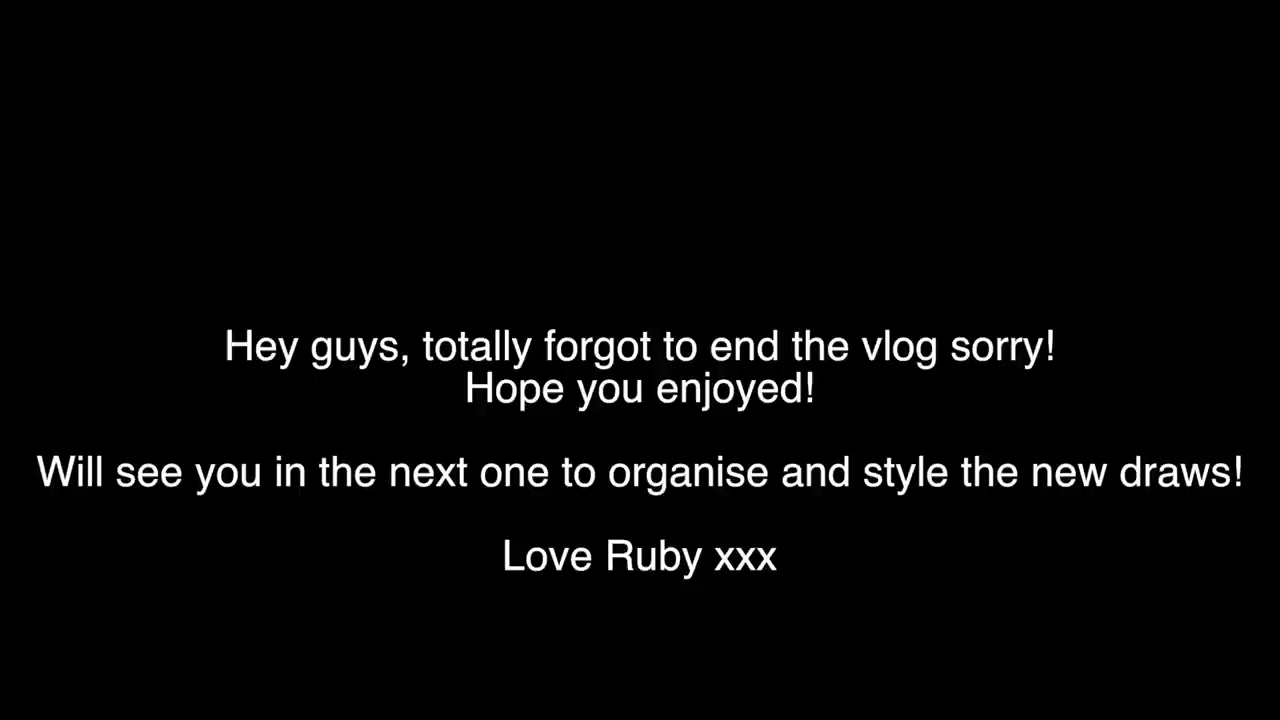 Hey guys, totally forgot to end the vlog sorry!
Hope you enjoyed!
Will see you in the next one to organise and style the new draws!
Love Ruby xxx